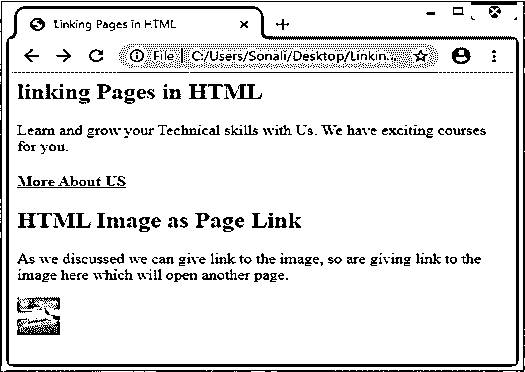 Linking Pages in HTML
File | C:/Users/Sonali/Desktop/Linkin...
linking Pages in HTML
Learn and grow your Technical skills with Us. We have exciting courses
for you.
More About US
HTML Image as Page Link
As we discussed we can give link to the image, so are giving link to the
image here which will open another page.